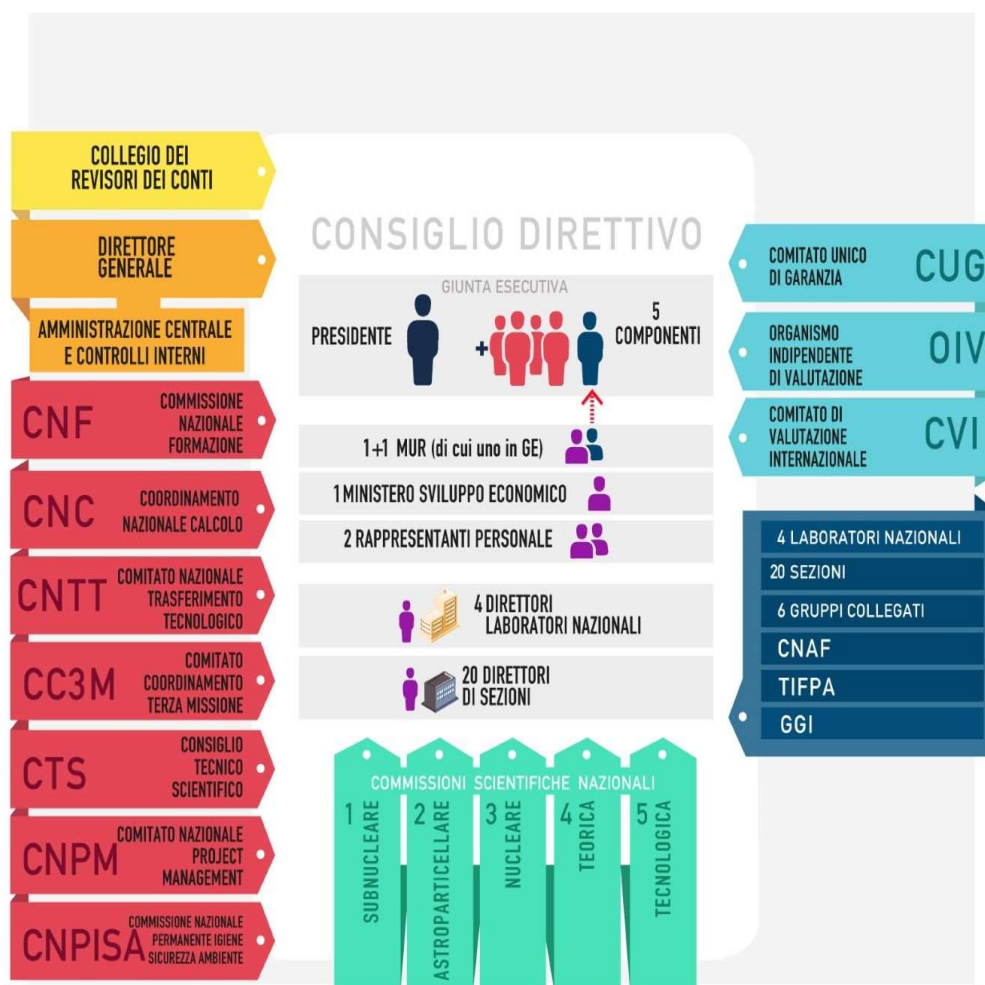 COLLEGIO DEI
REVISORI DEI CONTI
DIRETTORE
GENERALE
AMMINISTRAZIONE CENTRALE
E CONTROLLI INTERNI
CNF
COMMISSIONE
NAZIONALE
FORMAZIONE
CNC
COORDINAMENTO
NAZIONALE CALCOLO
CNTT
COMITATO NAZIONALE
TRASFERIMENTO
TECNOLOGICO
CC3M
COMITATO
COORDINAMENTO
TERZA MISSIONE
CTS
CONSIGLIO
TECNICO
SCIENTIFICO
CNPM
COMITATO NAZIONALE
PROJECT
MANAGEMENT
CNPISA
COMMISSIONE NAZIONALE
PERMANENTE IGIENE
SICUREZZA AMBIENTE
CONSIGLIO DIRETTIVO
GIUNTA ESECUTIVA
PRESIDENTE
+
5
COMPONENTI
1+1 MUR (di cui uno in GE)
1 MINISTERO SVILUPPO ECONOMICO
2 RAPPRESENTANTI PERSONALE
4 DIRETTORI
LABORATORI NAZIONALI
20 DIRETTORI
DI SEZIONI
COMMISSIONI SCIENTIFICHE NAZIONALI
1 SUBNUCLEARE
2 ASTROPARTICELLARE
3 NUCLEARE
4 TEORICA
5 TECNOLOGICA
COMITATO UNICO
DI GARANZIA
CUG
ORGANISMO
INDIPENDENTE
DI VALUTAZIONE
OIV
COMITATO DI
VALUTAZIONE
INTERNAZIONALE
CVI
4 LABORATORI NAZIONALI
20 SEZIONI
6 GRUPPI COLLEGATI
CNAF
TIFPA
GGI